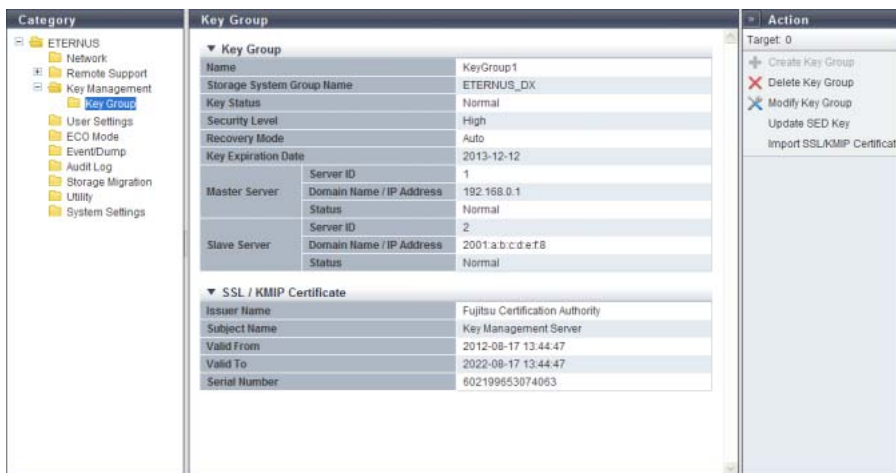 Category
ETERNUS
Network
Remote Support
Key Management
Key Group
User Settings
ECO Mode
Event/Dump
Audit Log
Storage Migration
Utility
System Settings
Key Group
Key Group
Name KeyGroup1
Storage System Group Name ETERNUS_DX
Key Status Normal
Security Level High
Recovery Mode Auto
Key Expiration Date 2013-12-12
Master Server Server ID 1
Domain Name / IP Address 192.168.0.1
Status Normal
Slave Server Server ID 2
Domain Name / IP Address 2001:a:b:c:d:e:f:8
Status Normal
SSL / KMIP Certificate
Issuer Name Fujitsu Certification Authority
Subject Name Key Management Server
Valid From 2012-08-17 13:44:47
Valid To 2022-08-17 13:44:47
Serial Number 602199653074063
Action
Target: 0
Create Key Group
Delete Key Group
Modify Key Group
Update SED Key
Import SSL/KMIP Certificat